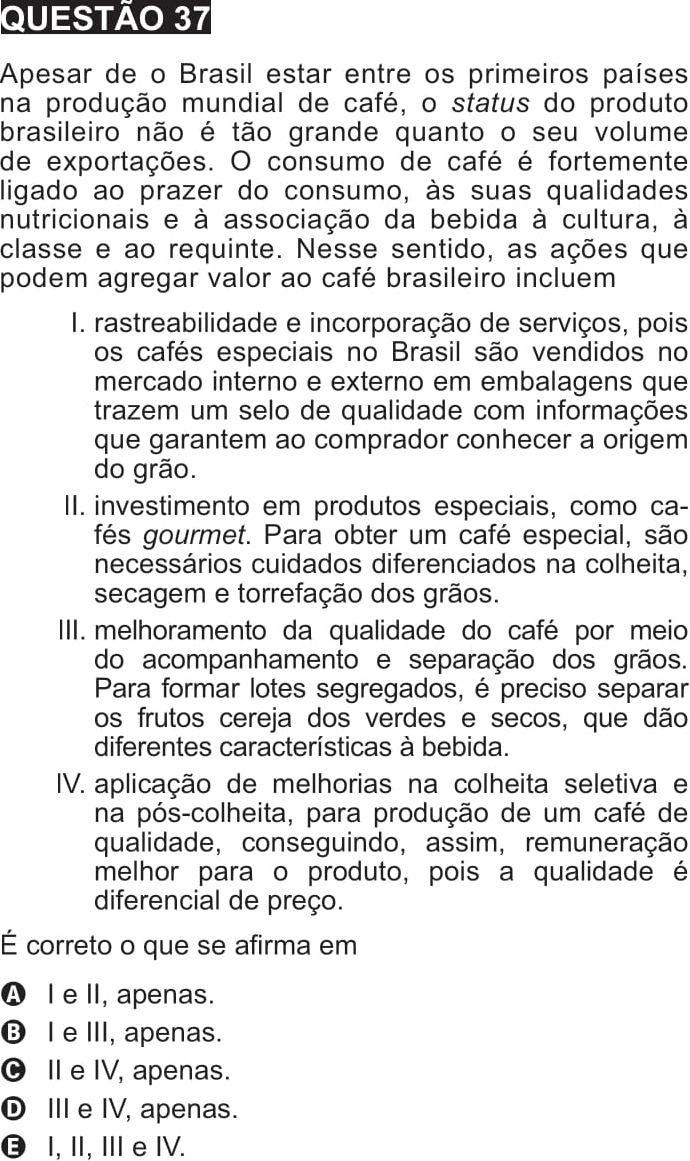 QUESTÃO 37
Apesar de o Brasil estar entre os primeiros países
na produção mundial de café, o status do produto
brasileiro não é tão grande quanto o seu volume
de exportações. O consumo de café é fortemente
ligado ao prazer do consumo, às suas qualidades
nutricionais e à associação da bebida à cultura, à
classe e ao requinte. Nesse sentido, as ações que
podem agregar valor ao café brasileiro incluem
I. rastreabilidade e incorporação de serviços, pois
os cafés especiais no Brasil são vendidos no
mercado interno e externo em embalagens que
trazem um selo de qualidade com informações
que garantem ao comprador conhecer a origem
do grão.
II. investimento em produtos especiais, como ca-
fés gourmet. Para obter um café especial, são
necessários cuidados diferenciados na colheita,
secagem e torrefação dos grãos.
III. melhoramento da qualidade do café por meio
do acompanhamento e separação dos grãos.
Para formar lotes segregados, é preciso separar
os frutos cereja dos verdes e secos, que dão
diferentes características à bebida.
IV. aplicação de melhorias na colheita seletiva e
na pós-colheita, para produção de um café de
qualidade, conseguindo, assim, remuneração
melhor para o produto, pois a qualidade é
diferencial de preço.
É correto o que se afirma em
A I e II, apenas.
B I e III, apenas.
C II e IV, apenas.
D III e IV, apenas.
E I, II, III e IV.